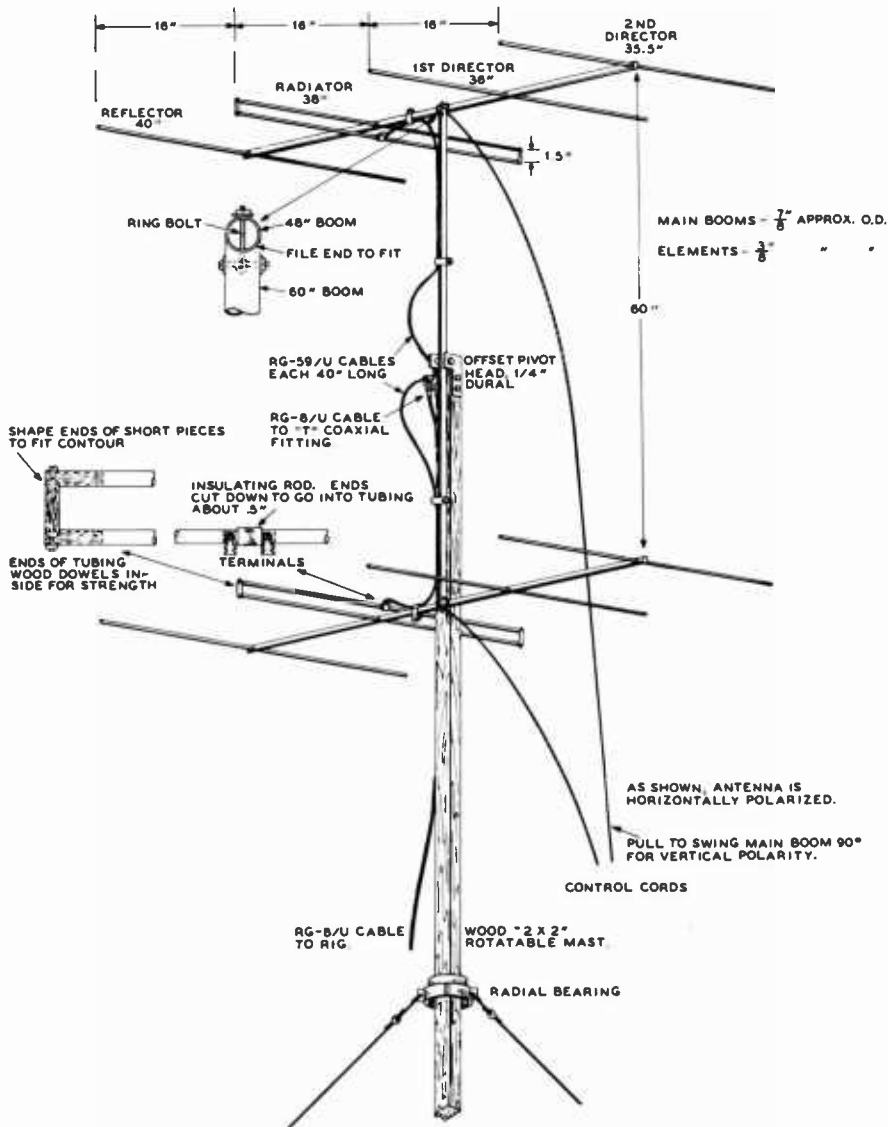 16" 16" 16"
2ND
DIRECTOR
35.5"
1ST DIRECTOR
36"
RADIATOR
38"
REFLECTOR
40"
1.5"
RING BOLT
48" BOOM
FILE END TO FIT
60" BOOM
MAIN BOOMS - 7/8" APPROX. O.D.
ELEMENTS - 3/8" " "
60"
RG-59/U CABLES
EACH 40" LONG
OFFSET PIVOT
HEAD, 1/4"
DURAL
RG-8/U CABLE
TO "T" COAXIAL
FITTING
SHAPE ENDS OF SHORT PIECES
TO FIT CONTOUR
INSULATING ROD. ENDS
CUT DOWN TO GO INTO TUBING
ABOUT .5"
TERMINALS
ENDS OF TUBING
WOOD DOWELS IN-
SIDE FOR STRENGTH
AS SHOWN, ANTENNA IS
HORIZONTALLY POLARIZED.
PULL TO SWING MAIN BOOM 90°
FOR VERTICAL POLARITY.
CONTROL CORDS
RG-8/U CABLE
TO RIG
WOOD "2 X 2"
ROTATABLE MAST
RADIAL BEARING